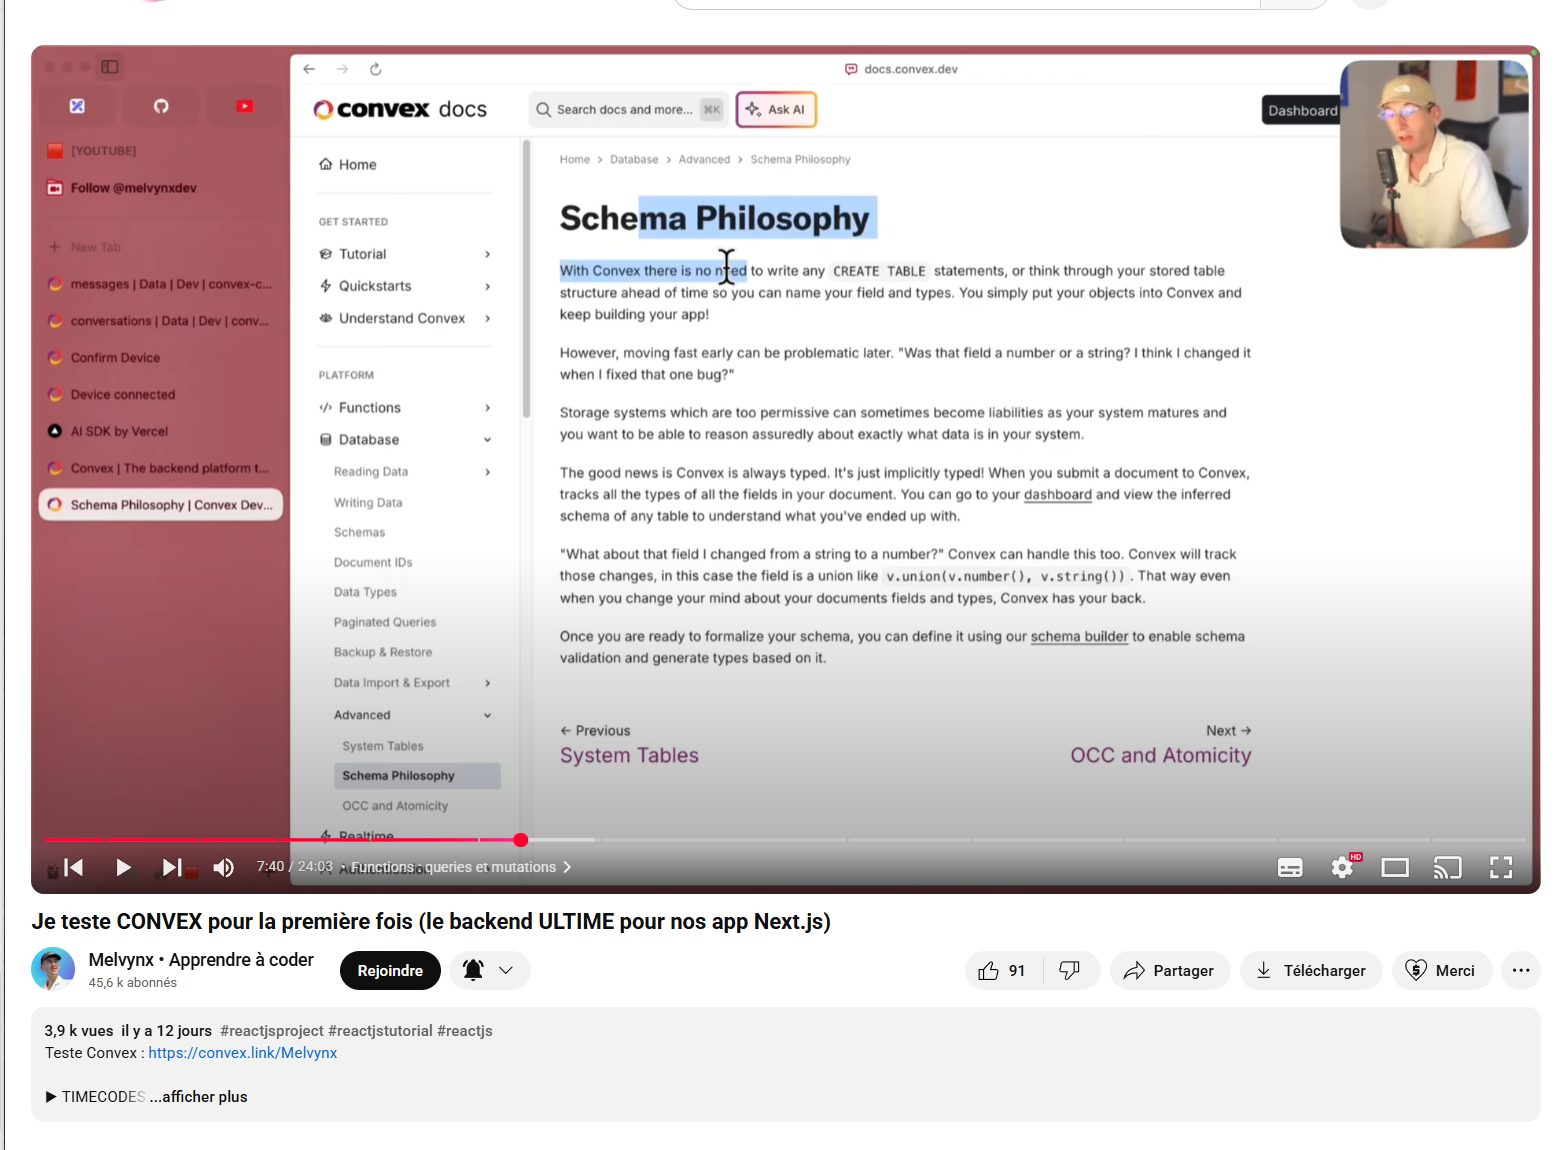 docs.convex.dev
convex docs
Search docs and more...
⌘K
Ask AI
Dashboard
[YOUTUBE]
Follow @melvynxdev
New Tab
messages | Data | Dev | convex-c...
conversations | Data | Dev | conv...
Confirm Device
Device connected
AI SDK by Vercel
Convex | The backend platform t...
Schema Philosophy | Convex Dev...
Home
GET STARTED
Tutorial
Quickstarts
Understand Convex
PLATFORM
Functions
Database
Reading Data
Writing Data
Schemas
Document IDs
Data Types
Paginated Queries
Backup & Restore
Data Import & Export
Advanced
System Tables
Schema Philosophy
OCC and Atomicity
Realtime
Home > Database > Advanced > Schema Philosophy
Schema Philosophy
With Convex there is no need to write any CREATE TABLE statements, or think through your stored table
structure ahead of time so you can name your field and types. You simply put your objects into Convex and
keep building your app!
However, moving fast early can be problematic later. "Was that field a number or a string? I think I changed it
when I fixed that one bug?"
Storage systems which are too permissive can sometimes become liabilities as your system matures and
you want to be able to reason assuredly about exactly what data is in your system.
The good news is Convex is always typed. It's just implicitly typed! When you submit a document to Convex,
tracks all the types of all the fields in your document. You can go to your dashboard and view the inferred
schema of any table to understand what you've ended up with.
"What about that field I changed from a string to a number?" Convex can handle this too. Convex will track
those changes, in this case the field is a union like v.union(v.number(), v.string()). That way even
when you change your mind about your documents fields and types, Convex has your back.
Once you are ready to formalize your schema, you can define it using our schema builder to enable schema
validation and generate types based on it.
← Previous
System Tables
Next →
OCC and Atomicity
7:40 / 24:03 • Functions : queries et mutations >
HD
Je teste CONVEX pour la première fois (le backend ULTIME pour nos app Next.js)
Melvynx • Apprendre à coder
45,6 k abonnés
Rejoindre
91
Partager
Télécharger
Merci
3,9 k vues il y a 12 jours #reactjsproject #reactjstutorial #reactjs
Teste Convex : https://convex.link/Melvynx
▶ TIMECODES ...afficher plus